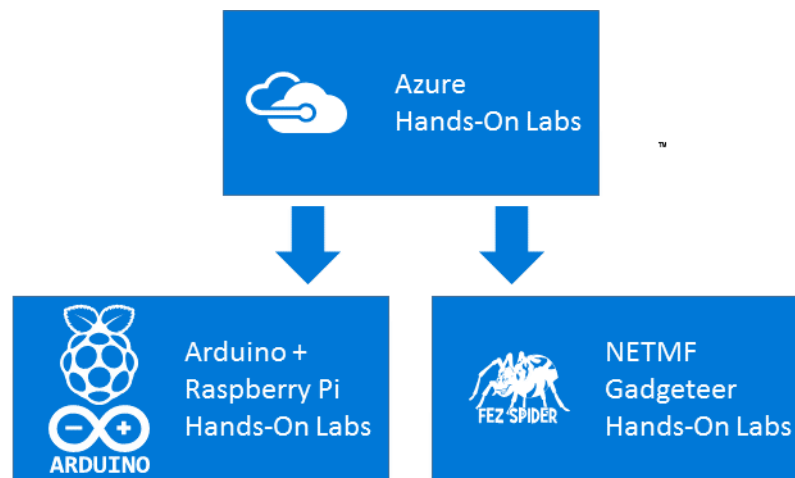 Azure
Hands-On Labs
™
Arduino +
Raspberry Pi
Hands-On Labs
ARDUINO
NETMF
Gadgeteer
Hands-On Labs
FEZ SPIDER